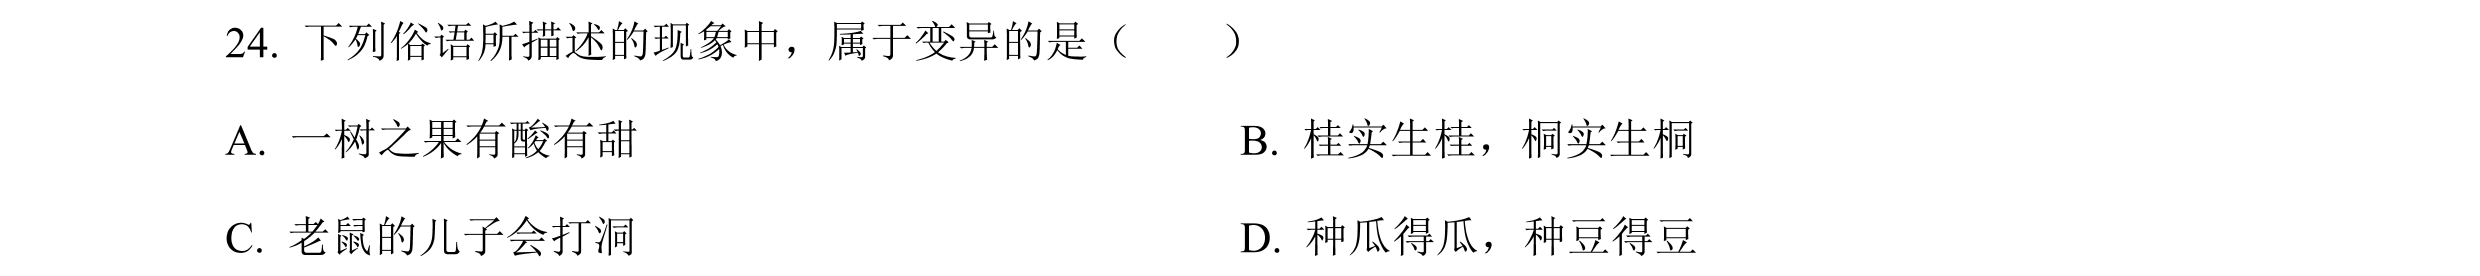 24. 下列俗语所描述的现象中，属于变异的是（　　）
A. 一树之果有酸有甜　　B. 桂实生桂，桐实生桐
C. 老鼠的儿子会打洞　　D. 种瓜得瓜，种豆得豆